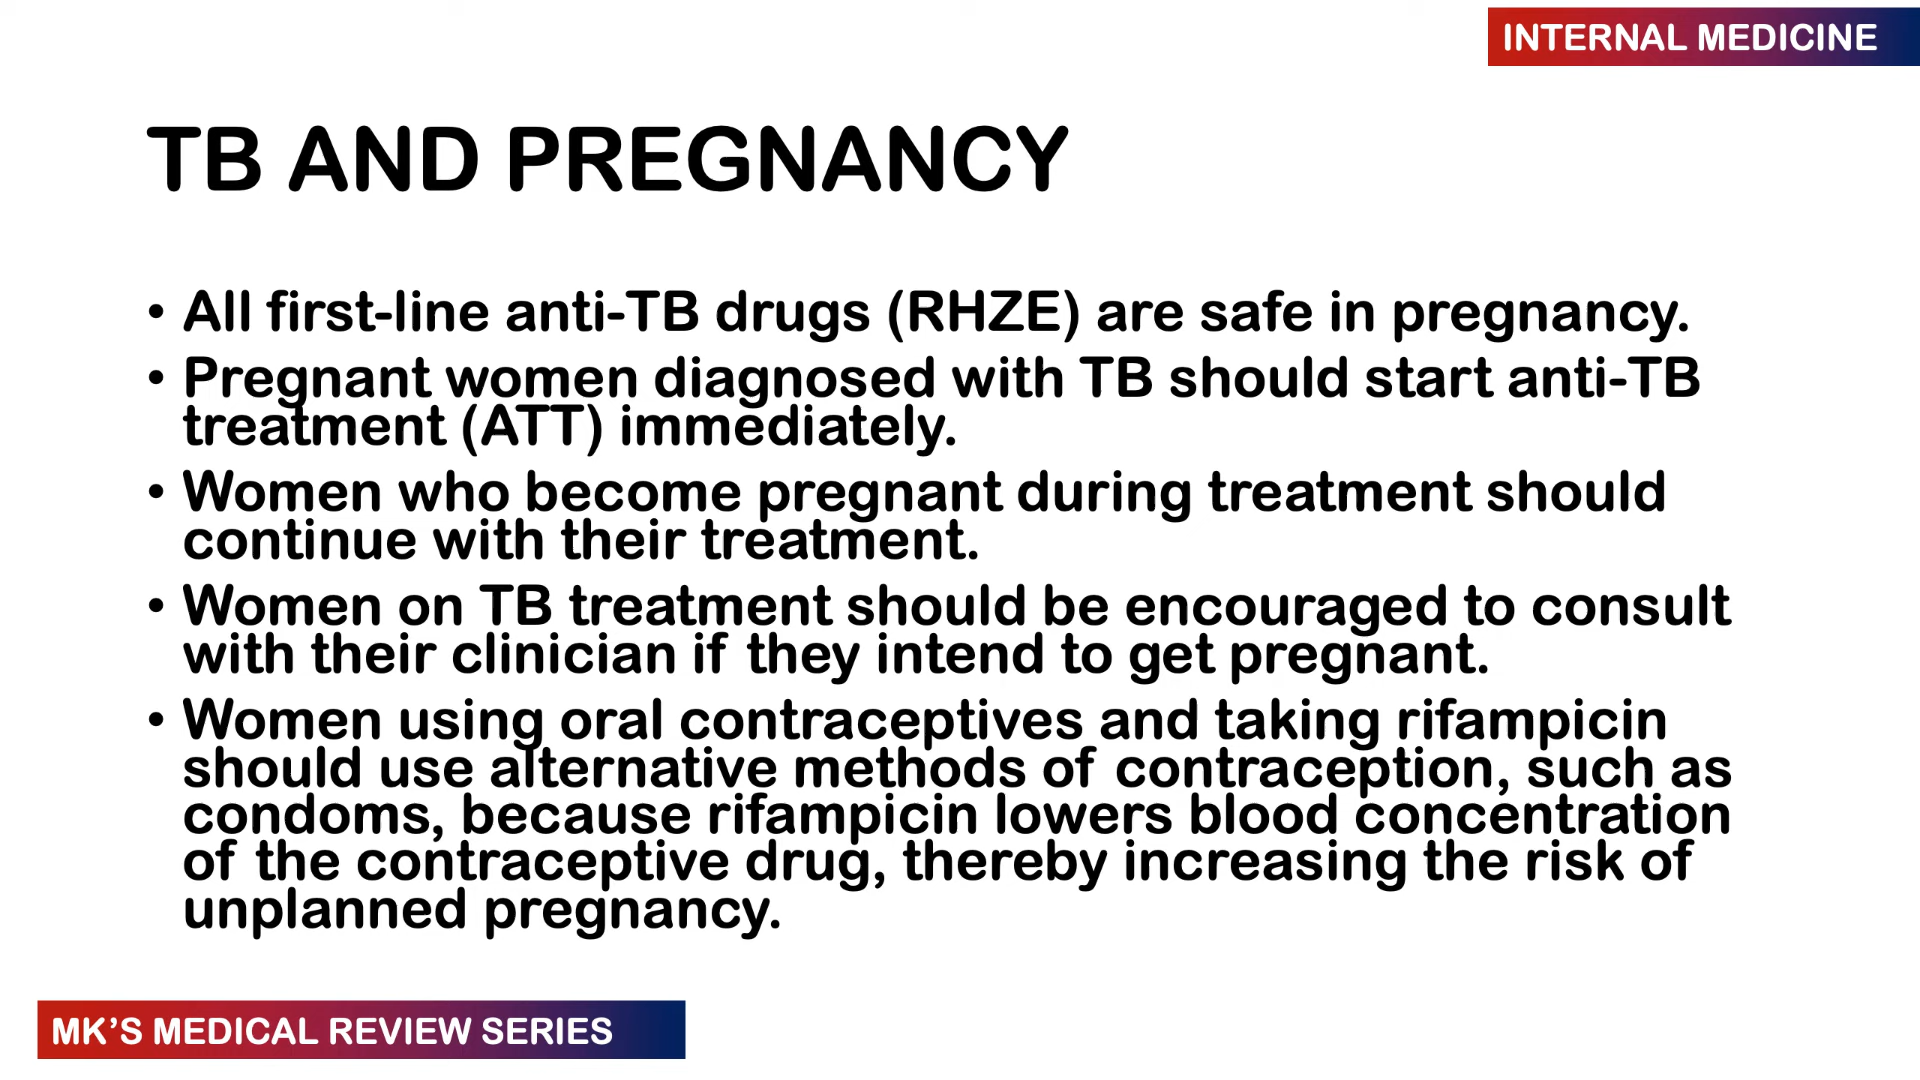 INTERNAL MEDICINE
TB AND PREGNANCY
• All first-line anti-TB drugs (RHZE) are safe in pregnancy.
• Pregnant women diagnosed with TB should start anti-TB
treatment (ATT) immediately.
• Women who become pregnant during treatment should
continue with their treatment.
• Women on TB treatment should be encouraged to consult
with their clinician if they intend to get pregnant.
• Women using oral contraceptives and taking rifampicin
should use alternative methods of contraception, such as
condoms, because rifampicin lowers blood concentration
of the contraceptive drug, thereby increasing the risk of
unplanned pregnancy.
MK’S MEDICAL REVIEW SERIES